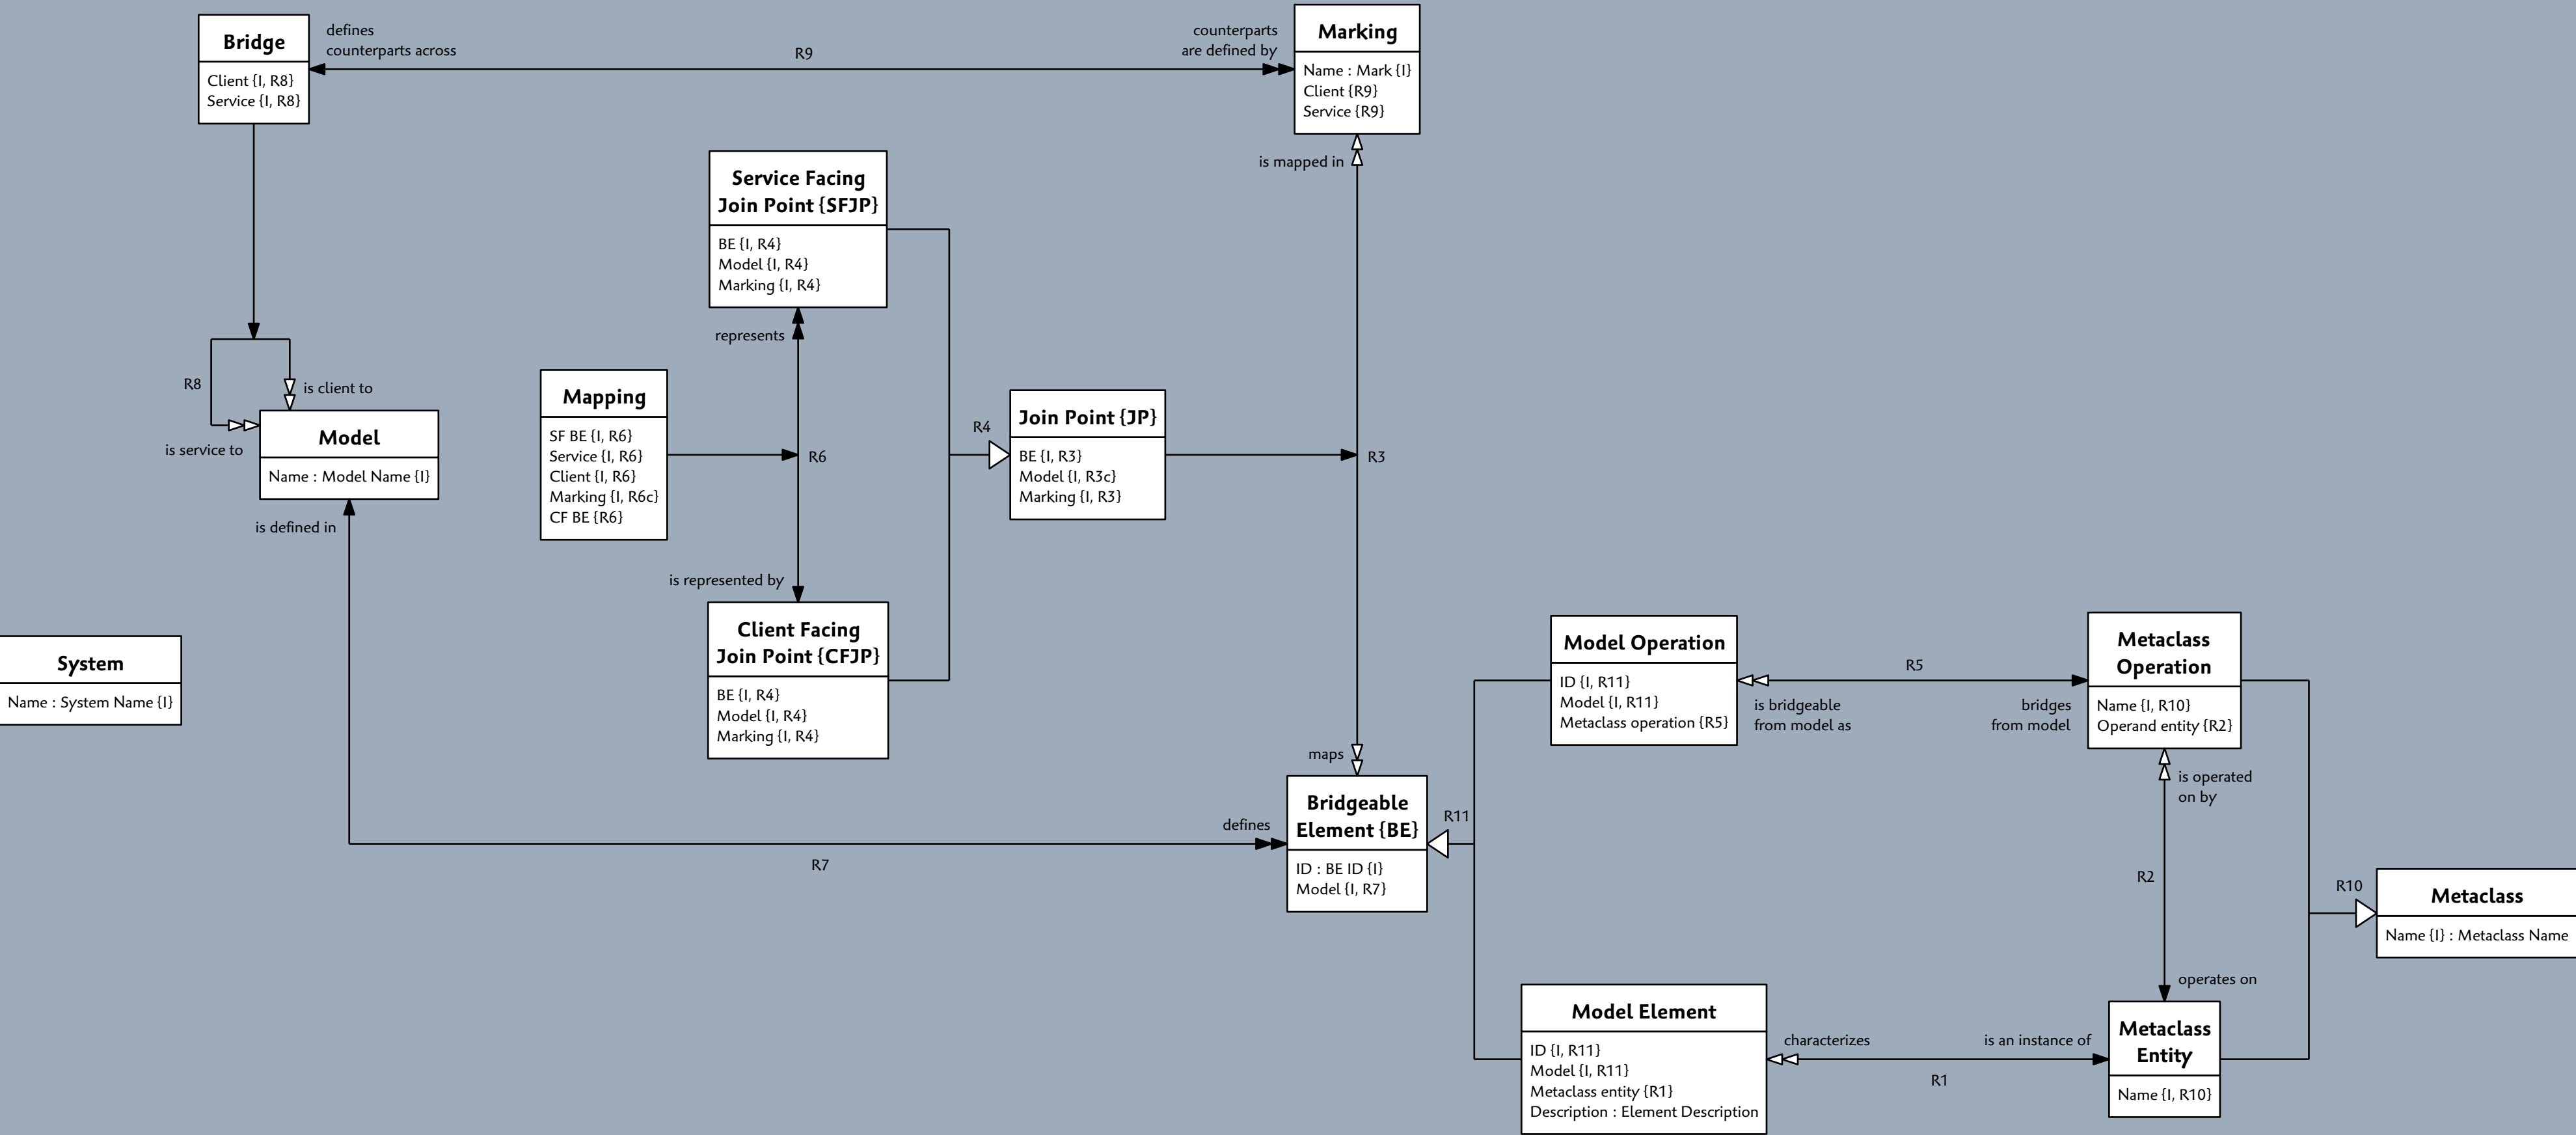 Bridge
Client {I, R8}
Service {I, R8}
defines
counterparts across
R9
counterparts
are defined by
Marking
Name : Mark {I}
Client {R9}
Service {R9}
is mapped in
Service Facing
Join Point {SFJP}
BE {I, R4}
Model {I, R4}
Marking {I, R4}
represents
R8
is client to
is service to
Model
Name : Model Name {I}
is defined in
Mapping
SF BE {I, R6}
Service {I, R6}
Client {I, R6}
Marking {I, R6c}
CF BE {R6}
R6
R4
Join Point {JP}
BE {I, R3}
Model {I, R3c}
Marking {I, R3}
R3
is represented by
Client Facing
Join Point {CFJP}
BE {I, R4}
Model {I, R4}
Marking {I, R4}
System
Name : System Name {I}
maps
defines
R7
Bridgeable
Element {BE}
ID : BE ID {I}
Model {I, R7}
R11
Model Operation
ID {I, R11}
Model {I, R11}
Metaclass operation {R5}
R5
is bridgeable
from model as
bridges
from model
Metaclass
Operation
Name {I, R10}
Operand entity {R2}
is operated
on by
R2
operates on
R10
Metaclass
Name {I} : Metaclass Name
Model Element
ID {I, R11}
Model {I, R11}
Metaclass entity {R1}
Description : Element Description
characterizes
is an instance of
R1
Metaclass
Entity
Name {I, R10}